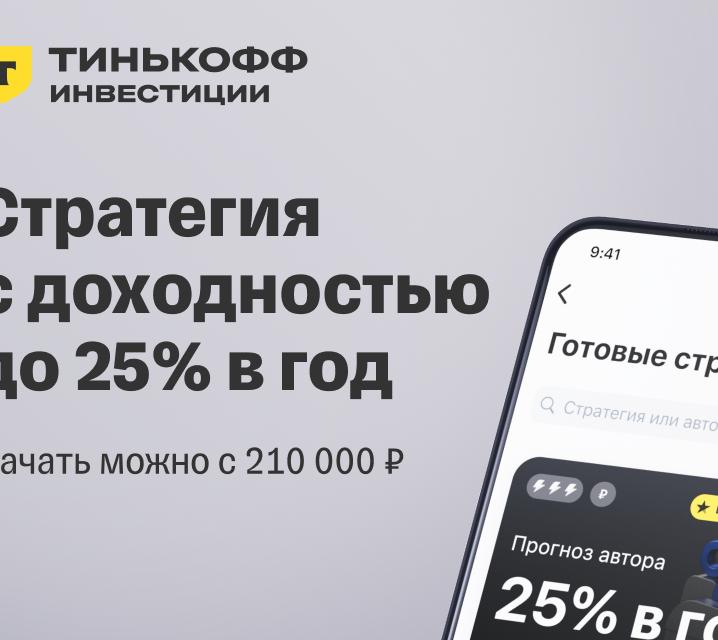 Т
ТИНЬКОФФ
ИНВЕСТИЦИИ
Стратегия
с доходностью
до 25% в год
ачать можно с 210 000 ₽
9:41
Готовые стр
Стратегия или авто
₽
Прогноз автора
25% в го